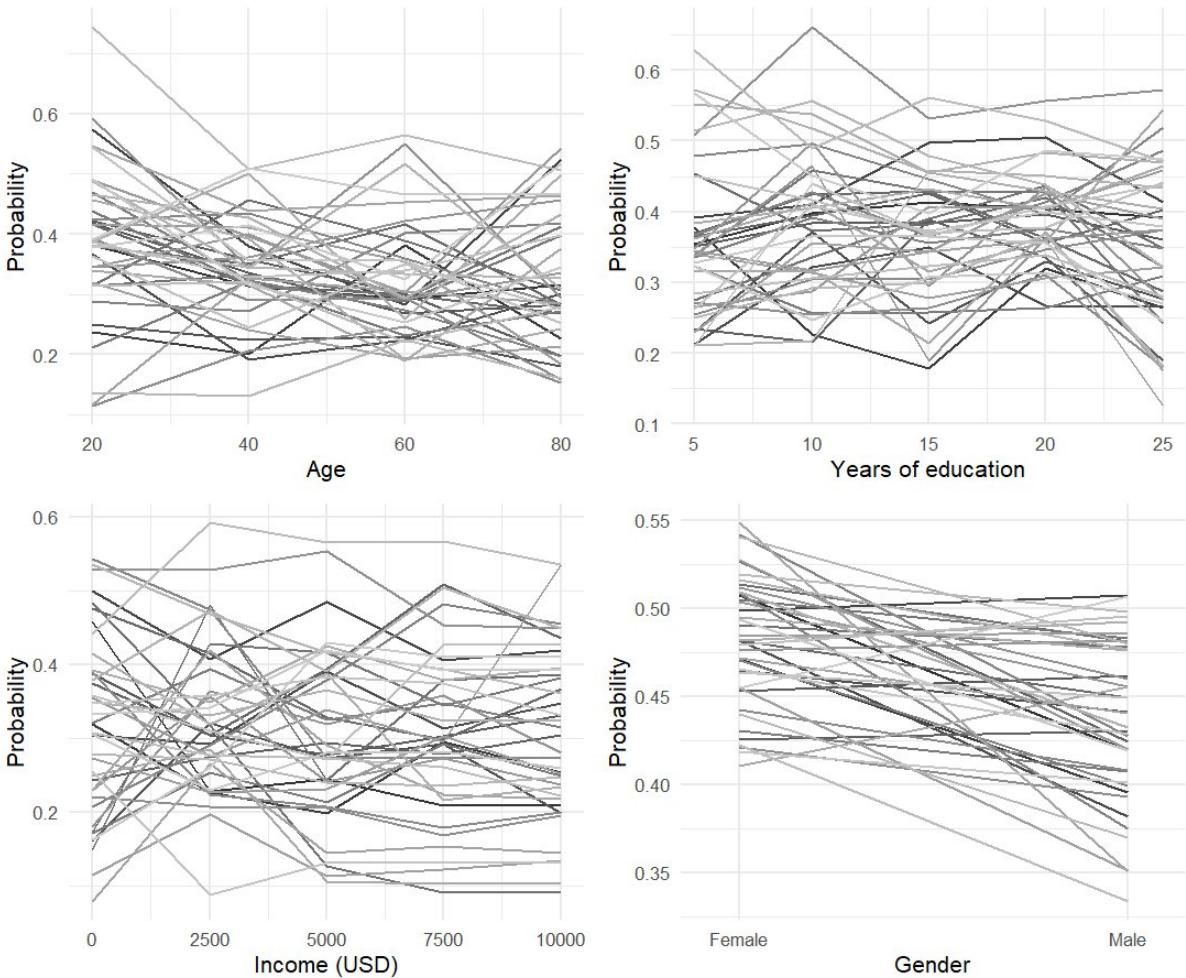 Probability
0.6
0.4
0.2
20 40 60 80
Age
Probability
0.6
0.5
0.4
0.3
0.2
0.1
5 10 15 20 25
Years of education
Probability
0.6
0.4
0.2
0 2500 5000 7500 10000
Income (USD)
Probability
0.55
0.50
0.45
0.40
0.35
Female Male
Gender